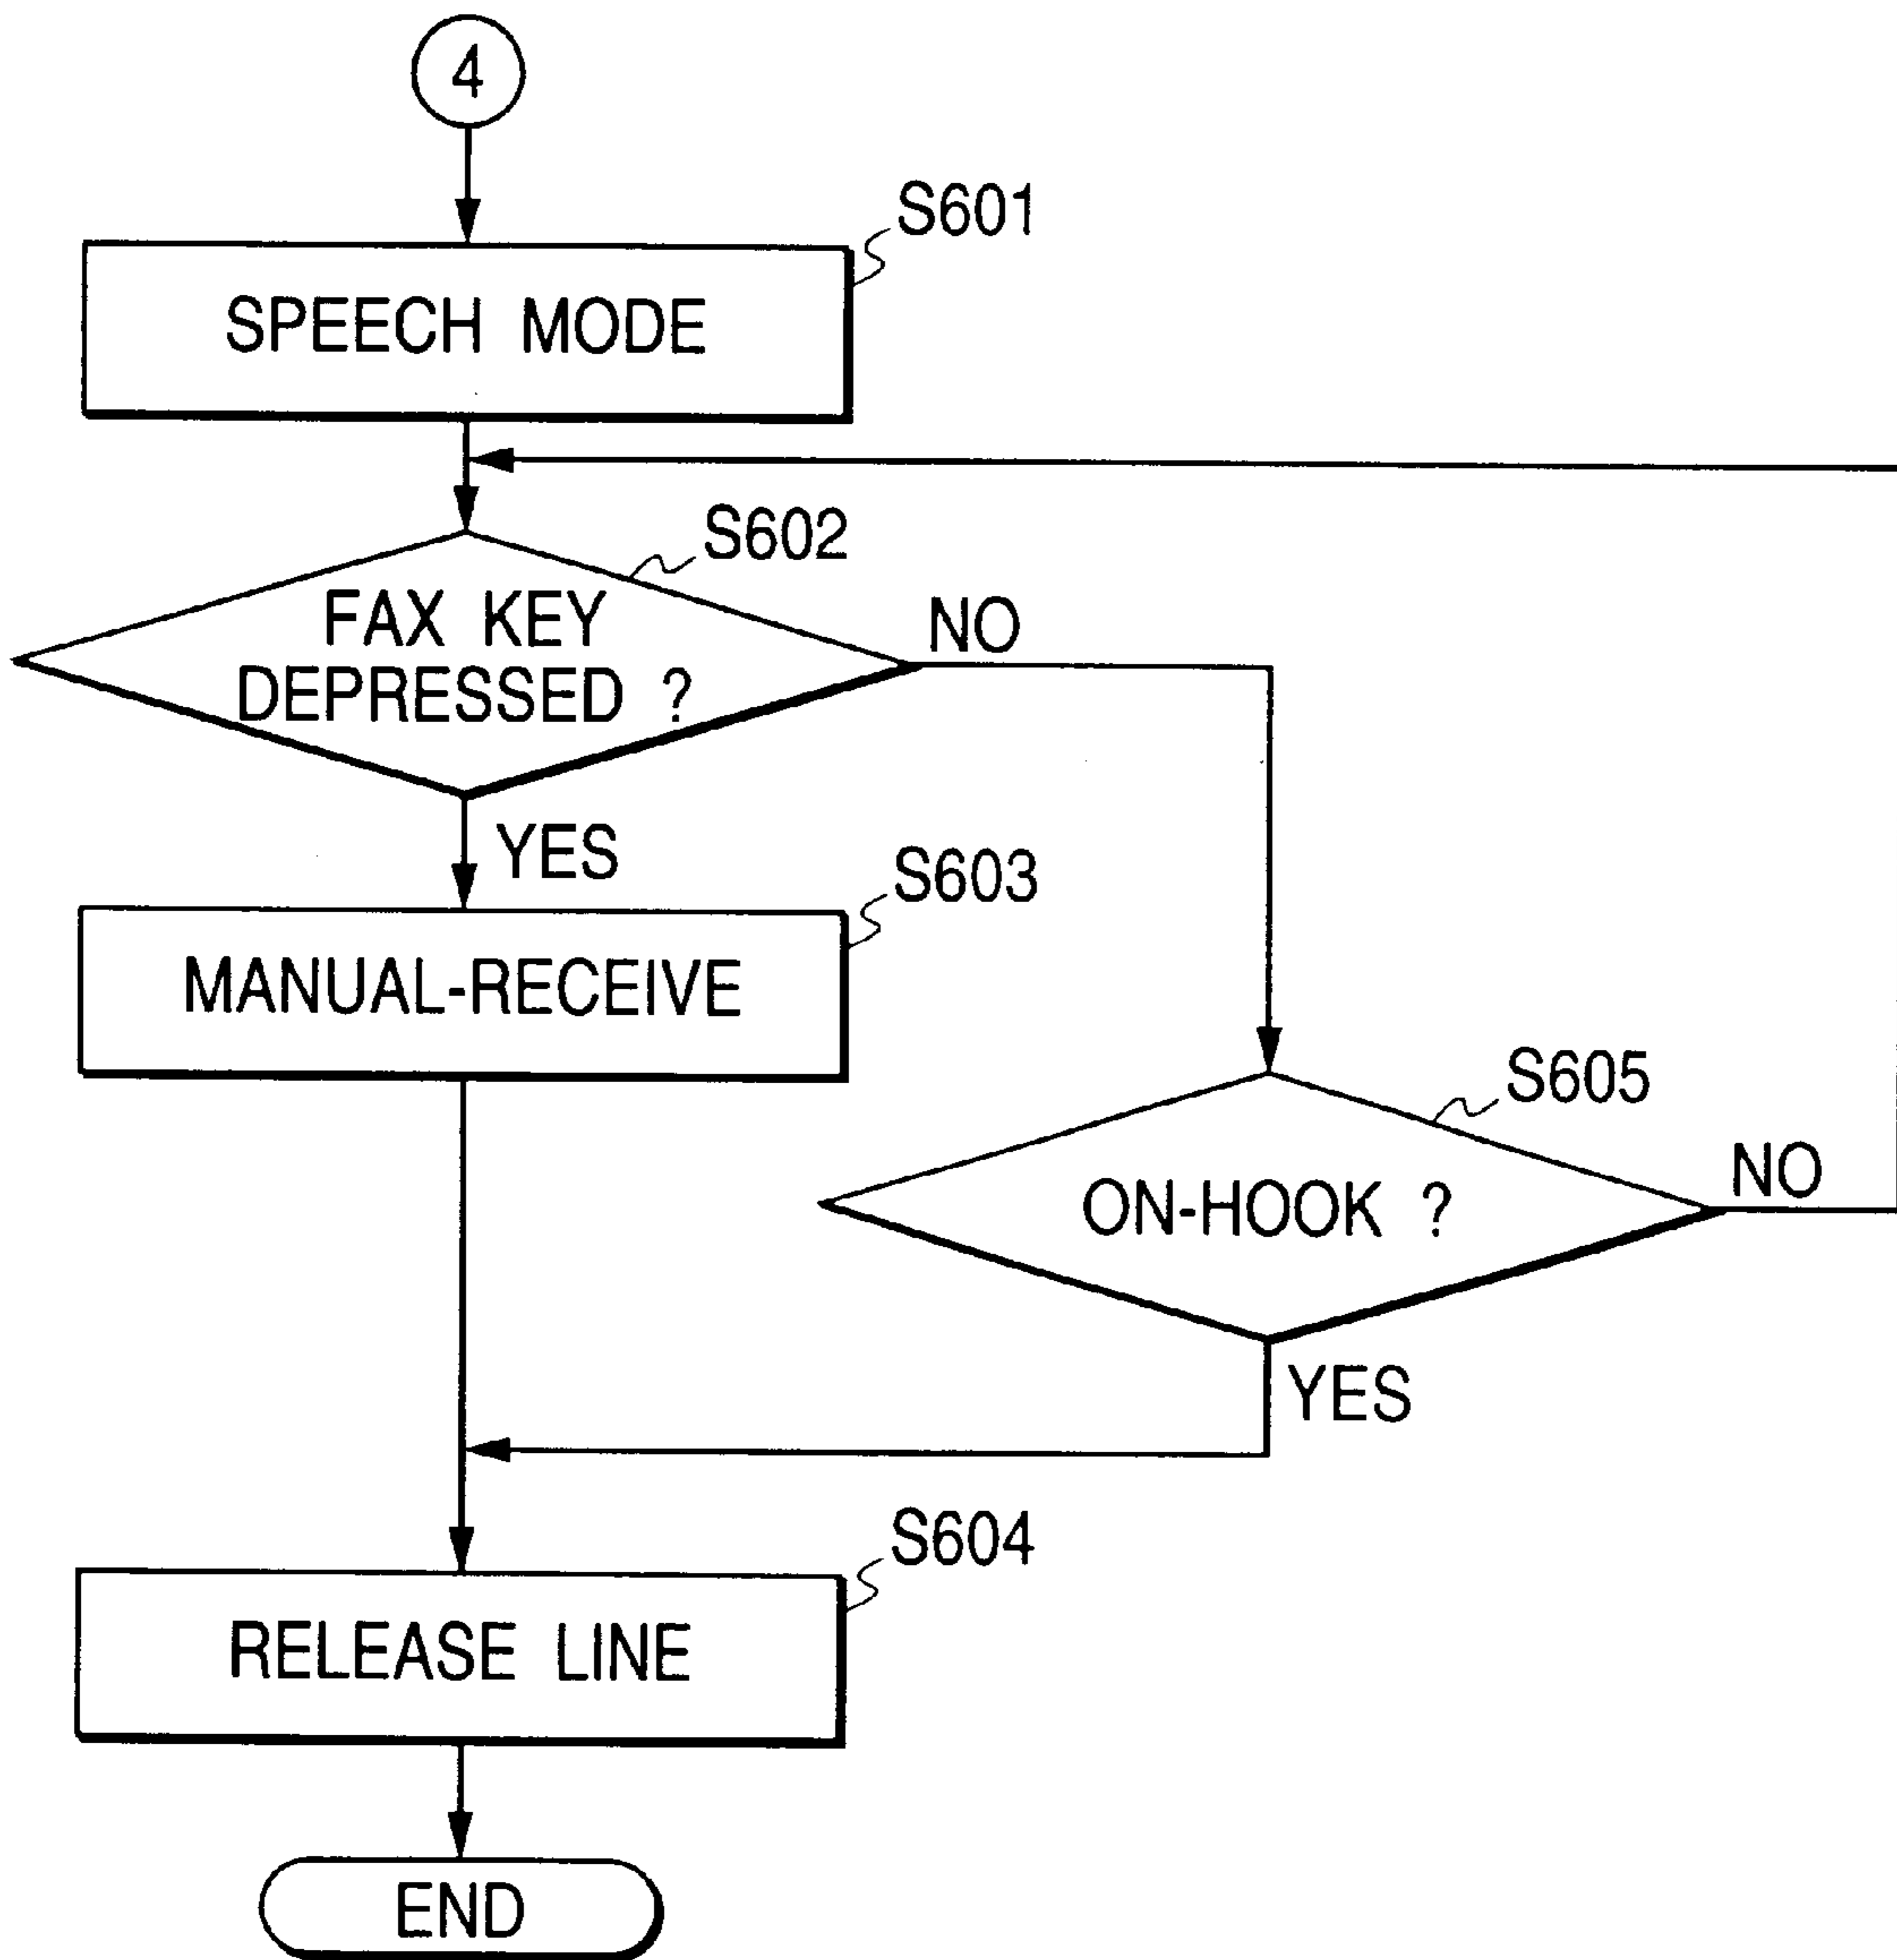 4
S601
SPEECH MODE
S602
FAX KEY
DEPRESSED ?
NO
YES
S603
MANUAL-RECEIVE
S605
ON-HOOK ?
NO
YES
S604
RELEASE LINE
END